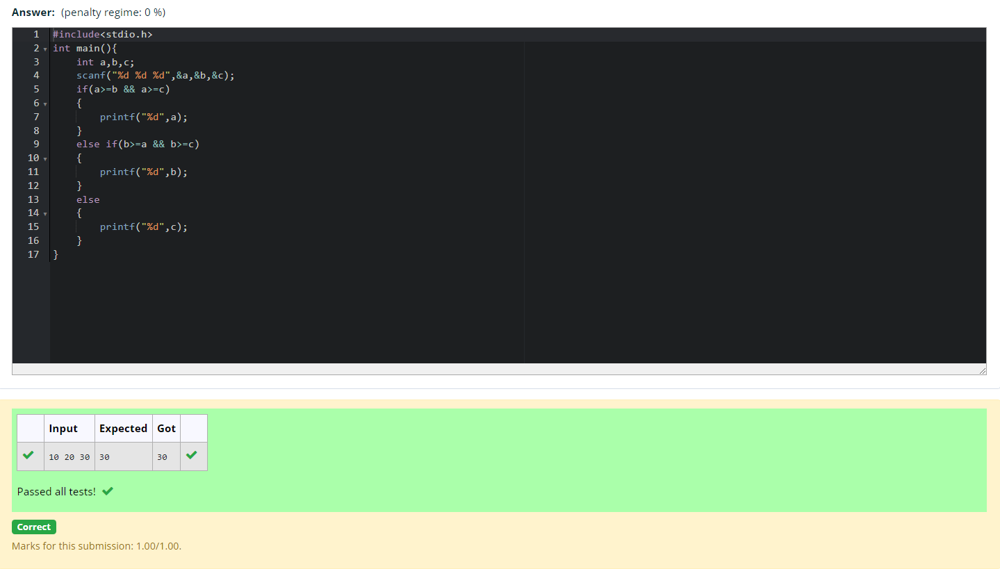 Answer: (penalty regime: 0 %)
1 #include<stdio.h>
2 int main(){
3     int a,b,c;
4     scanf("%d %d %d",&a,&b,&c);
5     if(a>=b && a>=c)
6     {
7         printf("%d",a);
8     }
9     else if(b>=a && b>=c)
10     {
11         printf("%d",b);
12     }
13     else
14     {
15         printf("%d",c);
16     }
17 }
Input Expected Got
10 20 30 30 30
Passed all tests!
Correct
Marks for this submission: 1.00/1.00.